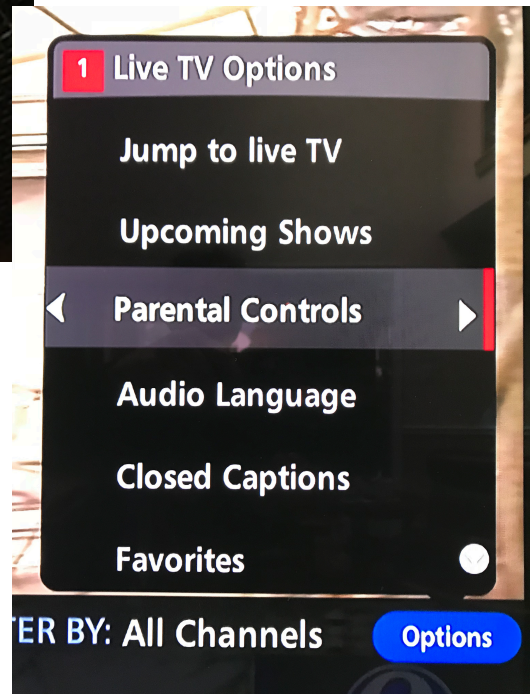 1 Live TV Options
Jump to live TV
Upcoming Shows
Parental Controls
Audio Language
Closed Captions
Favorites
TER BY: All Channels
Options